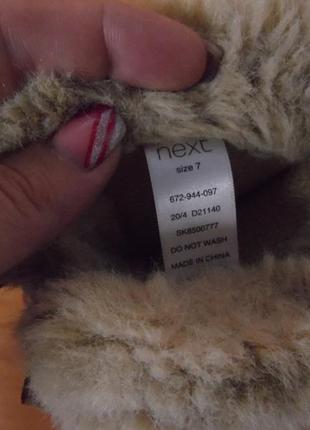 next
size 7
672-944-097
20/4 D21140
SK8500777
DO NOT WASH
MADE IN CHINA